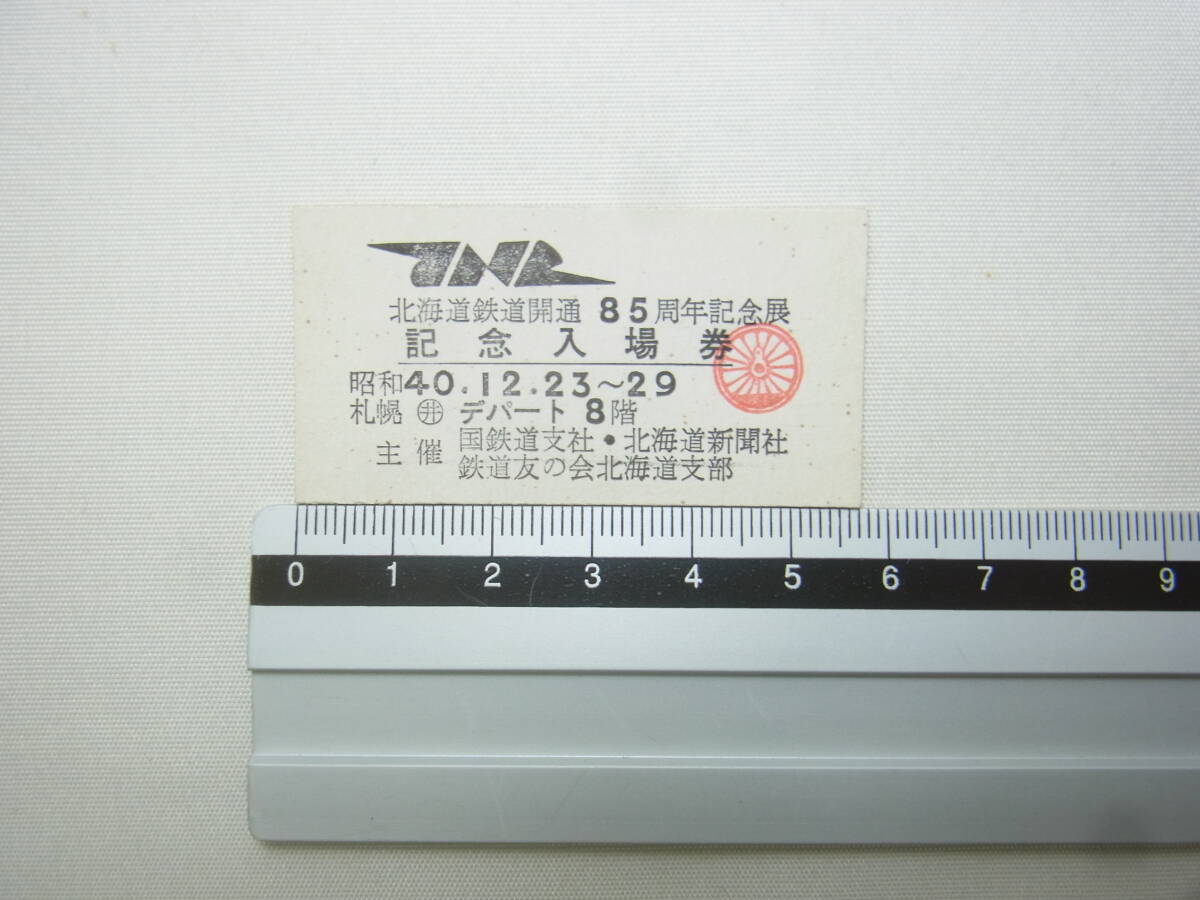 JNR
北海道鉄道開通 85周年記念展
記念入場券
昭和40.12.23~29
札幌 ㊌ デパート 8階
主催 国鉄道支社・北海道新聞社
鉄道友の会北海道支部
0 1 2 3 4 5 6 7 8 9